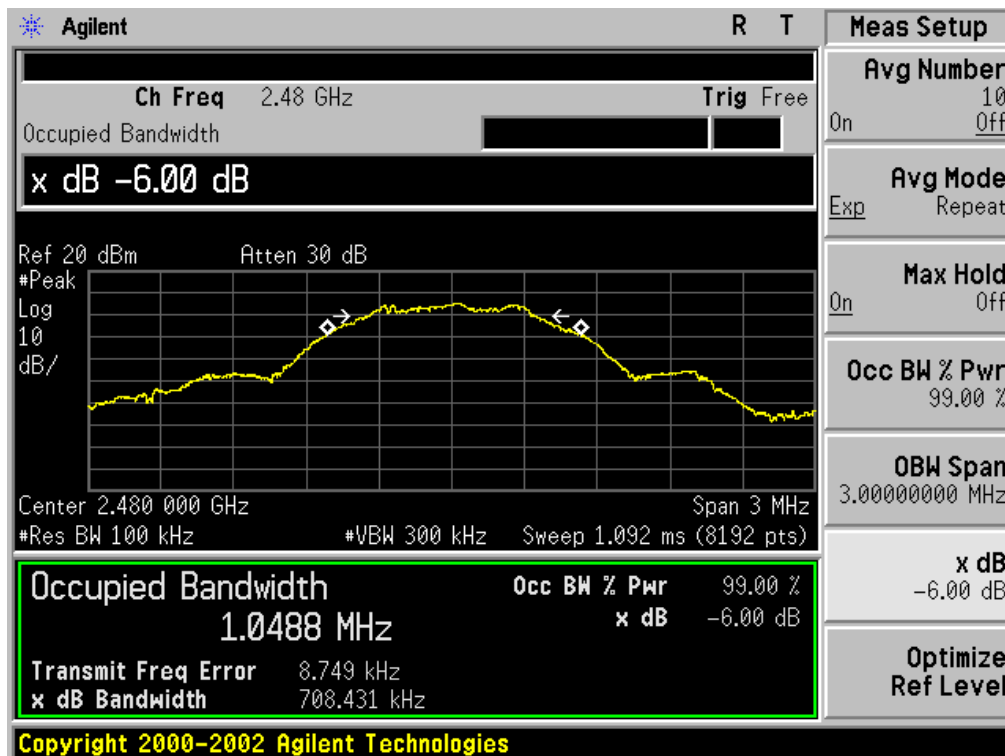 Agilent R T
Ch Freq 2.48 GHz Trig Free
Occupied Bandwidth
x dB -6.00 dB
Ref 20 dBm Atten 30 dB
#Peak
Log
10
dB/
Center 2.480 000 GHz Span 3 MHz
#Res BW 100 kHz #VBW 300 kHz Sweep 1.092 ms (8192 pts)
Occupied Bandwidth Occ BW % Pwr 99.00 %
1.0488 MHz x dB -6.00 dB
Transmit Freq Error 8.749 kHz
x dB Bandwidth 708.431 kHz
Copyright 2000-2002 Agilent Technologies
Meas Setup
Avg Number
10
On Off
Avg Mode
Exp Repeat
Max Hold
On Off
Occ BW % Pwr
99.00 %
OBW Span
3.00000000 MHz
x dB
-6.00 dB
Optimize
Ref Level